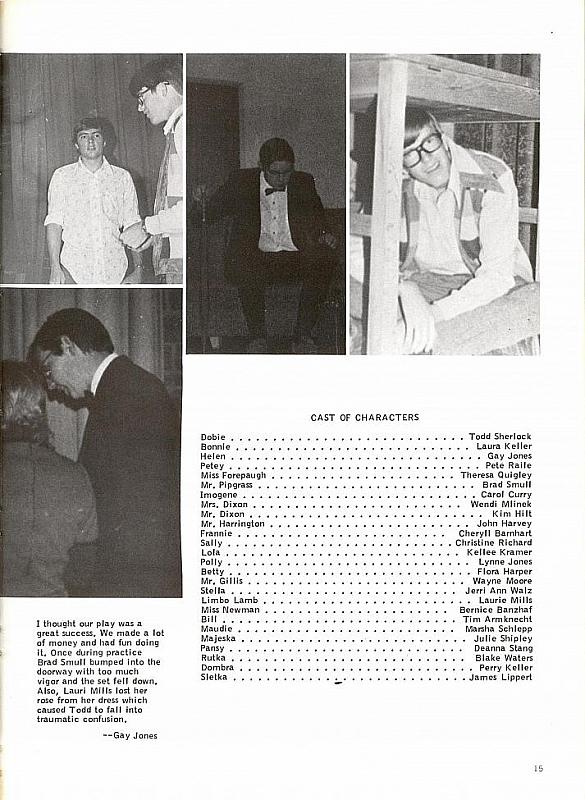 CAST OF CHARACTERS
Dobie . . . . . . . . . . . . . . . . . . . . . . . . . . . . Todd Sherlock
Bonnie . . . . . . . . . . . . . . . . . . . . . . . . . . . . Laura Keller
Helen . . . . . . . . . . . . . . . . . . . . . . . . . . . . Gay Jones
Petey . . . . . . . . . . . . . . . . . . . . . . . . . . . . Pete Raile
Miss Forepaugh . . . . . . . . . . . . . . . . . . . . . . . Theresa Quigley
Mr. Pipgrass . . . . . . . . . . . . . . . . . . . . . . . . . Brad Smull
Imogene . . . . . . . . . . . . . . . . . . . . . . . . . . . Carol Curry
Mrs. Dixon . . . . . . . . . . . . . . . . . . . . . . . . . . Wendi Mlinek
Mr. Dixon . . . . . . . . . . . . . . . . . . . . . . . . . . . Kim Hilt
Mr. Harrington . . . . . . . . . . . . . . . . . . . . . . . . John Harvey
Frannie . . . . . . . . . . . . . . . . . . . . . . . . . . . Cheryll Barnhart
Sally . . . . . . . . . . . . . . . . . . . . . . . . . . . . Christine Richard
Lola . . . . . . . . . . . . . . . . . . . . . . . . . . . . . Kellee Kramer
Polly . . . . . . . . . . . . . . . . . . . . . . . . . . . . Lynne Jones
Betty . . . . . . . . . . . . . . . . . . . . . . . . . . . . Flora Harper
Mr. Gillis . . . . . . . . . . . . . . . . . . . . . . . . . . Wayne Moore
Stella . . . . . . . . . . . . . . . . . . . . . . . . . . . . Jerri Ann Walz
Limbo Lamb . . . . . . . . . . . . . . . . . . . . . . . . . Laurie Mills
Miss Newman . . . . . . . . . . . . . . . . . . . . . . . . Bernice Banzhaf
Bill . . . . . . . . . . . . . . . . . . . . . . . . . . . . . Tim Armknecht
Maudie . . . . . . . . . . . . . . . . . . . . . . . . . . . Marsha Schlepp
Majeska . . . . . . . . . . . . . . . . . . . . . . . . . . . Julie Shipley
Pansy . . . . . . . . . . . . . . . . . . . . . . . . . . . . Deanna Stang
Rutka . . . . . . . . . . . . . . . . . . . . . . . . . . . . Blake Waters
Dombra . . . . . . . . . . . . . . . . . . . . . . . . . . . Perry Keller
Sletka . . . . . . . . . . . . . . . . . . . . . . . . . . . . James Lippert
I thought our play was a
great success. We made a lot
of money and had fun doing
it. Once during practice
Brad Smull bumped into the
doorway with too much
vigor and the set fell down.
Also, Lauri Mills lost her
rose from her dress which
caused Todd to fall into
traumatic confusion.
--Gay Jones
15